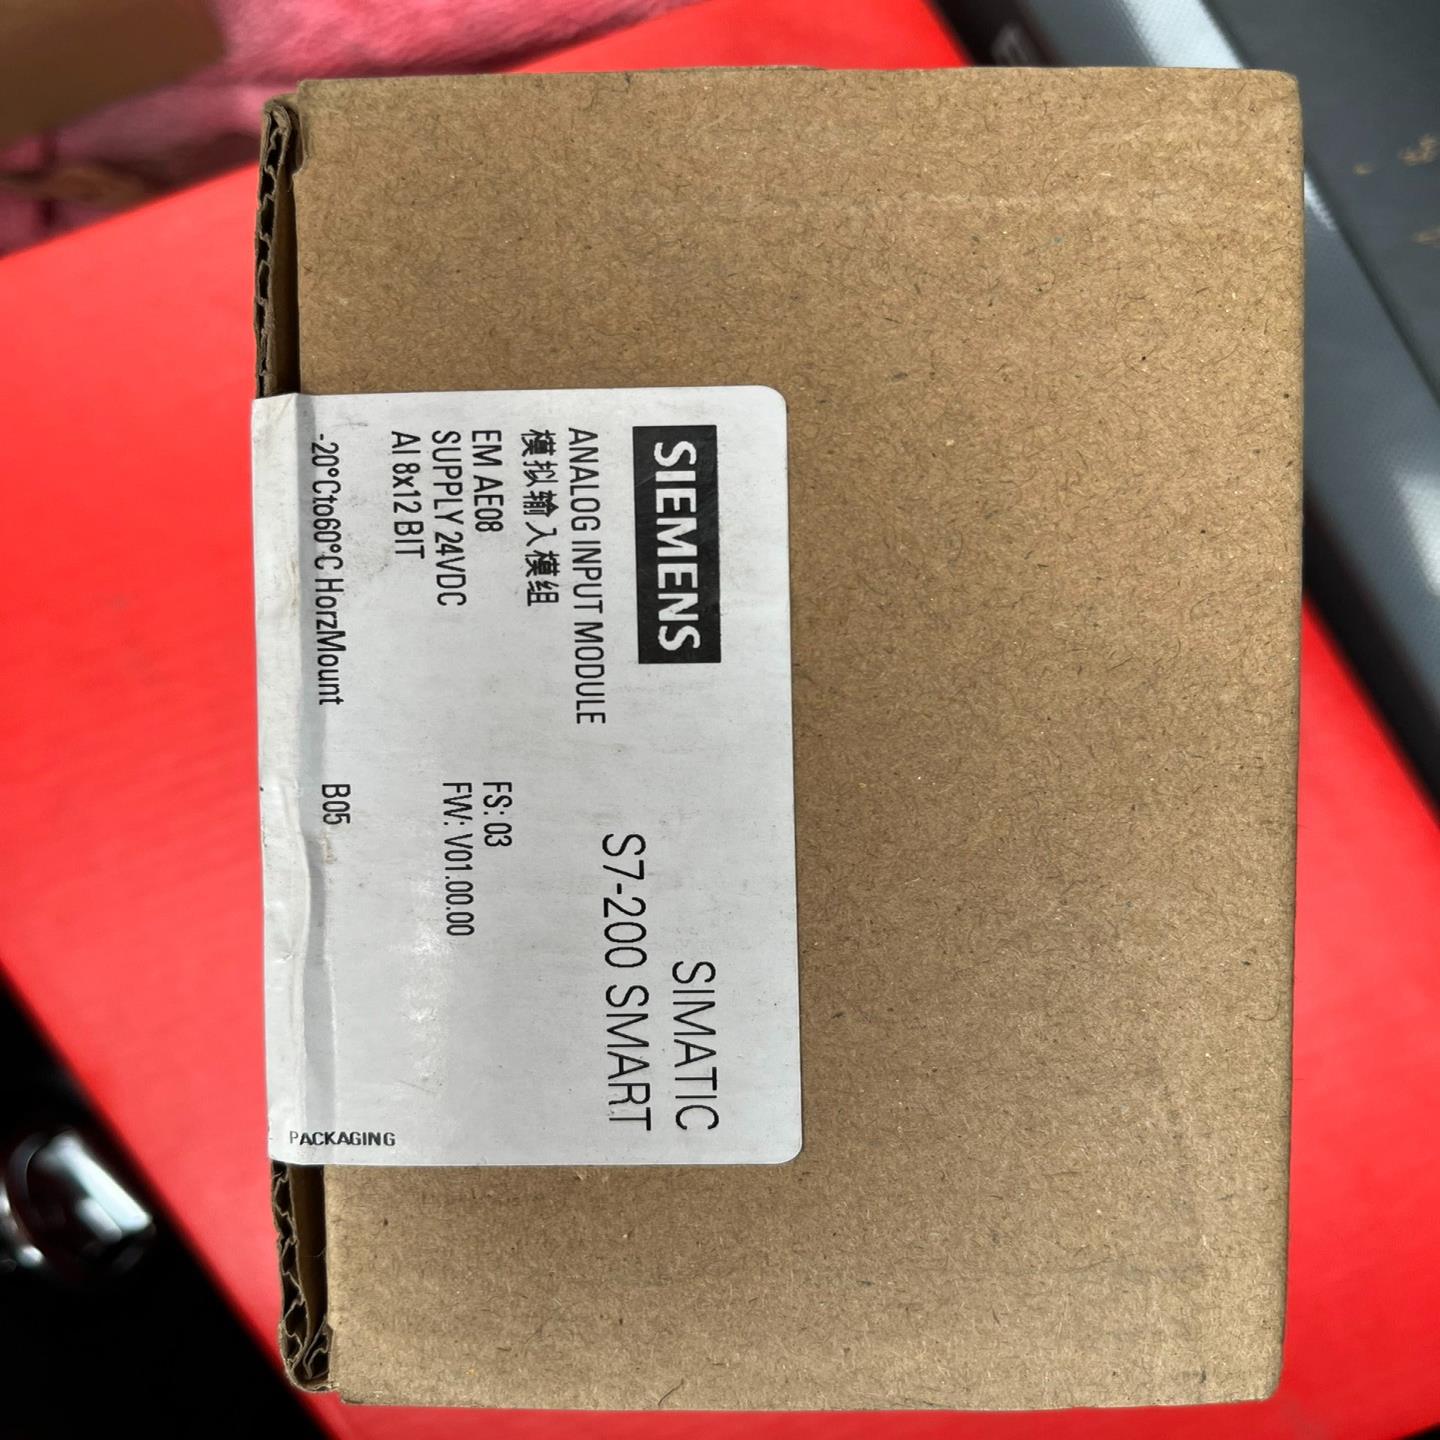 SIEMENS
SIMATIC
S7-200 SMART
ANALOG INPUT MODULE
模拟输入模组
EM AE08
FS: 03
SUPPLY 24VDC
FW: V01.00.00
AI 8x12 BIT
-20°Cto60°C HorzMount
B05
PACKAGING